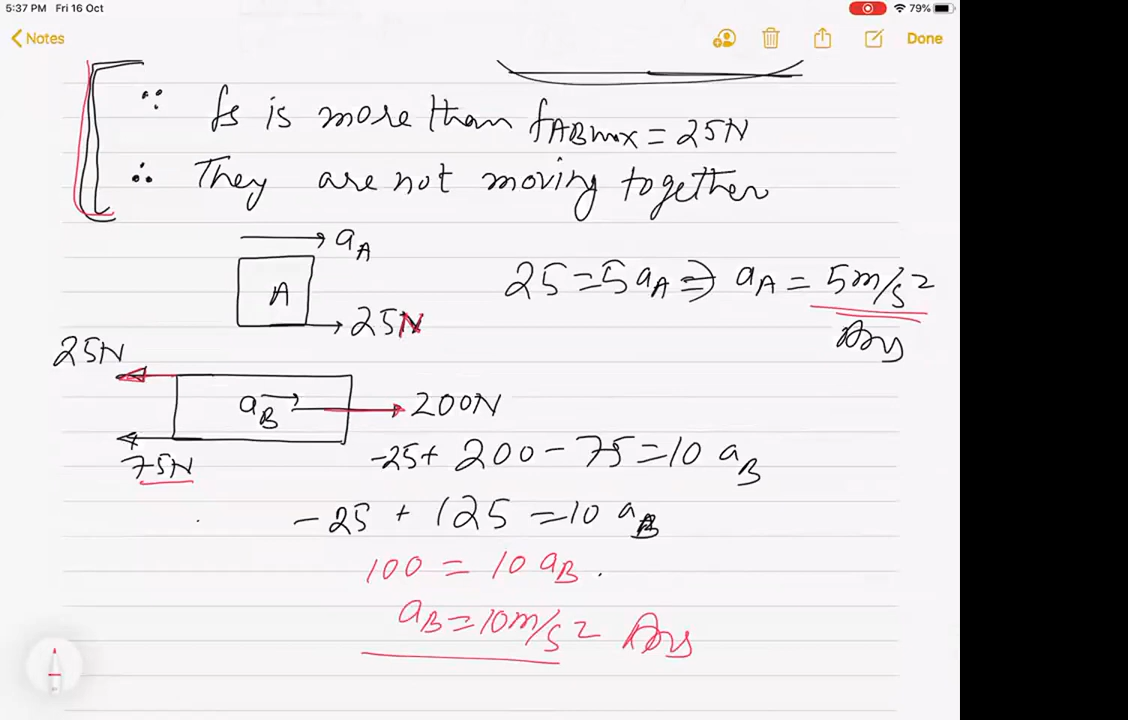 5:37 PM Fri 16 Oct
79%
Notes
Done
∵ fs is more than fABmax = 25N
∴ They are not moving together
aA
A
25N
25 = 5aA ⇒ aA = 5m/s2
Ans
25N
aB
200N
75N
-25+ 200 - 75 = 10 aB
-25 + 125 = 10 aB
100 = 10 aB.
aB = 10m/s2 Ans